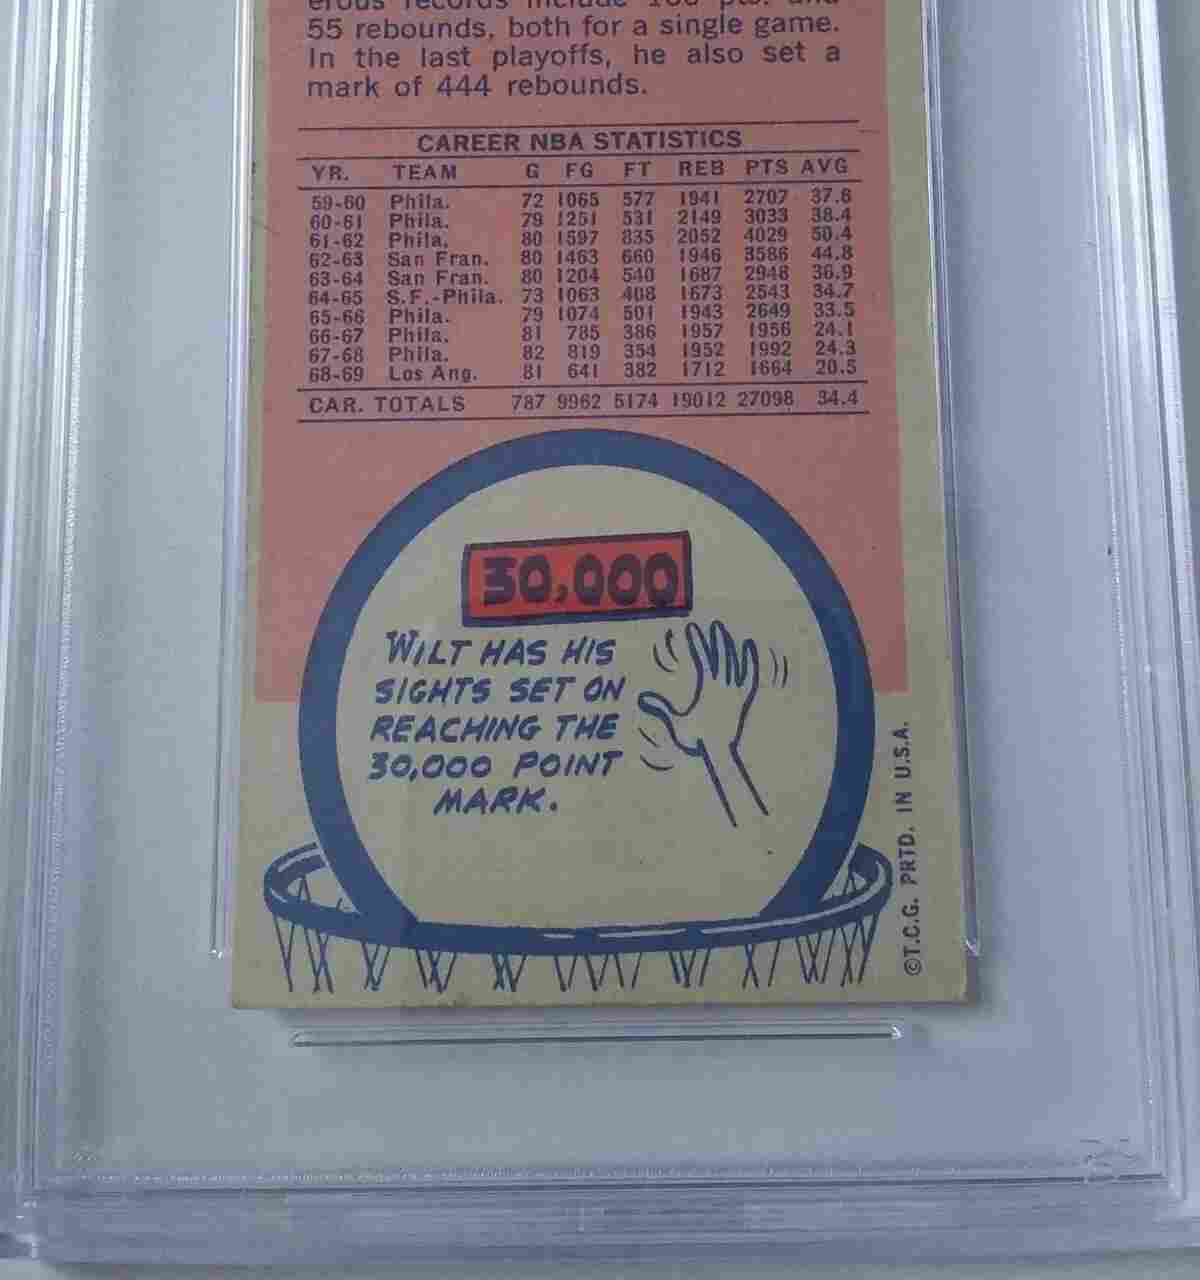 erous records include 100 pts. and
55 rebounds, both for a single game.
In the last playoffs, he also set a
mark of 444 rebounds.
CAREER NBA STATISTICS
YR. TEAM G FG FT REB PTS AVG
59-60 Phila. 72 1065 577 1941 2707 37.6
60-61 Phila. 79 1251 531 2149 3033 38.4
61-62 Phila. 80 1597 835 2052 4029 50.4
62-63 San Fran. 80 1463 660 1946 3586 44.8
63-64 San Fran. 80 1204 540 1687 2948 36.9
64-65 S.F.-Phila. 73 1063 408 1673 2543 34.7
65-66 Phila. 79 1074 501 1943 2649 33.5
66-67 Phila. 81 785 386 1957 1956 24.1
67-68 Phila. 82 819 354 1952 1992 24.3
68-69 Los Ang. 81 641 382 1712 1664 20.5
CAR. TOTALS 787 9962 5174 19012 27098 34.4
30,000
WILT HAS HIS
SIGHTS SET ON
REACHING THE
30,000 POINT
MARK.
©T.C.G. PRTD. IN U.S.A.